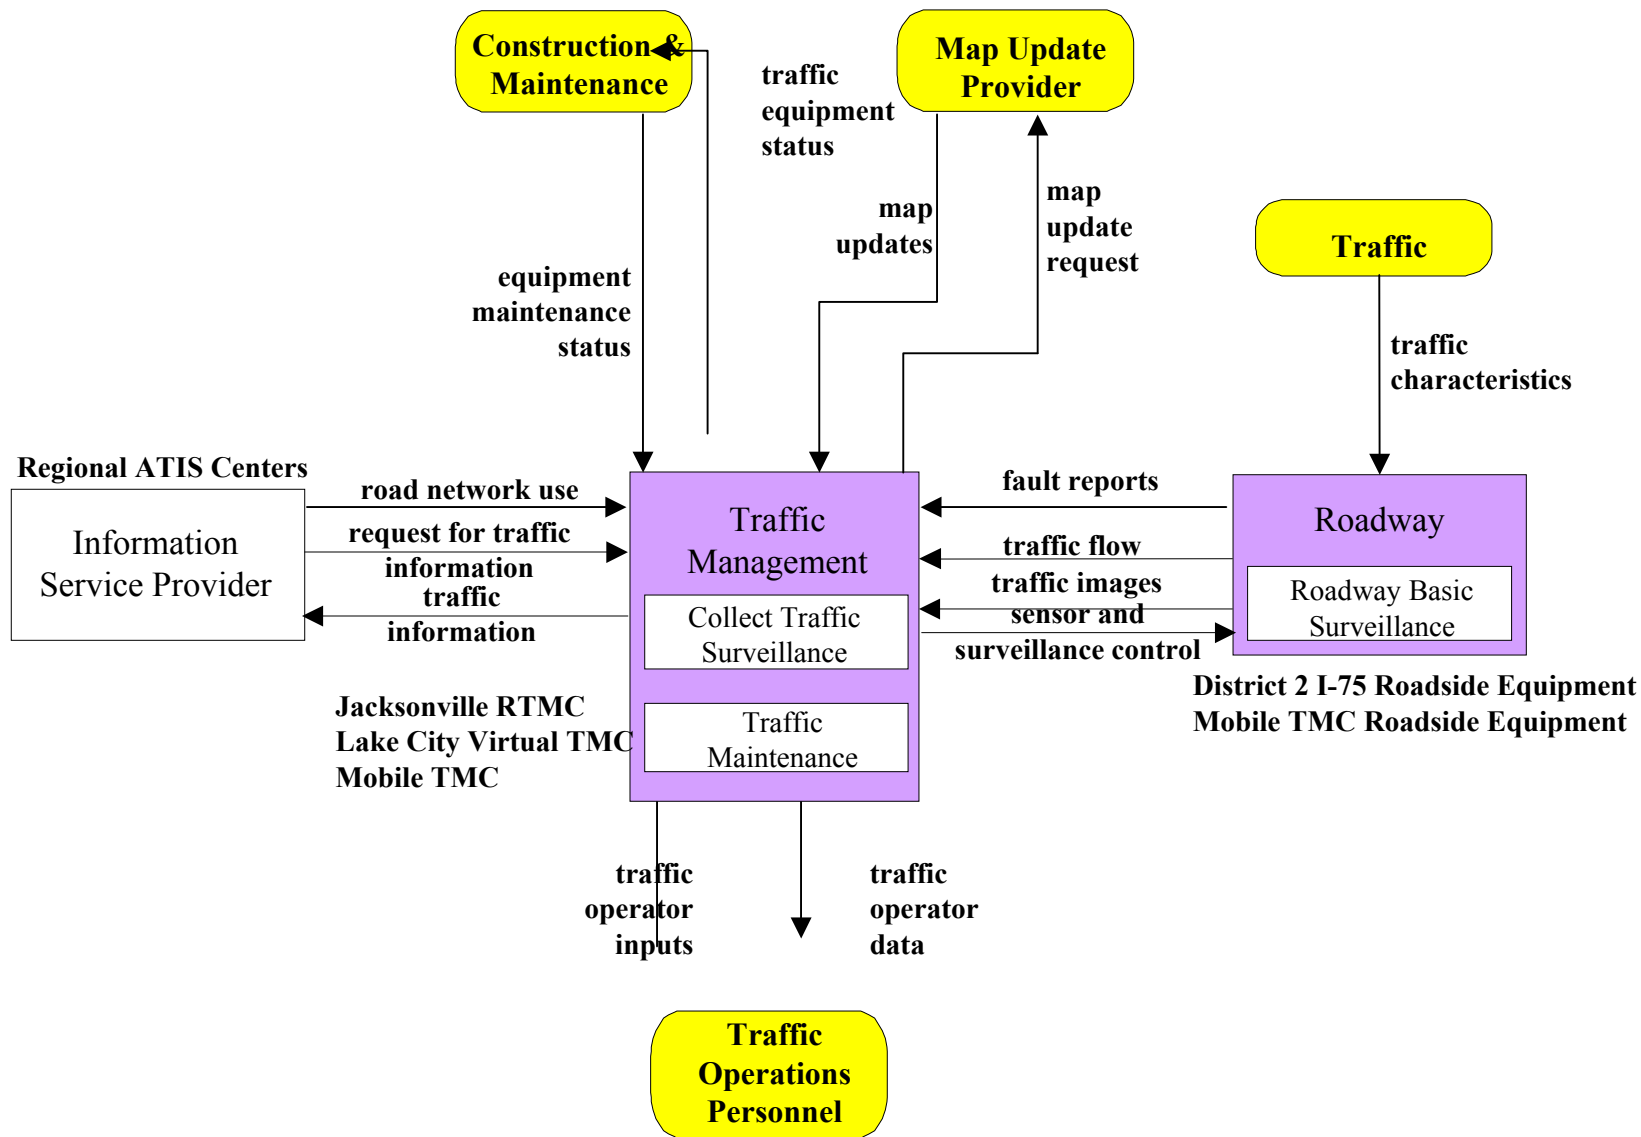 Construction &
Maintenance
Map Update
Provider
traffic
equipment
status
map
updates
map
update
request
Traffic
equipment
maintenance
status
traffic
characteristics
Regional ATIS Centers
Information
Service Provider
road network use
request for traffic
information
traffic
information
Traffic
Management
Collect Traffic
Surveillance
Traffic
Maintenance
fault reports
traffic flow
traffic images
sensor and
surveillance control
Roadway
Roadway Basic
Surveillance
District 2 I-75 Roadside Equipment
Mobile TMC Roadside Equipment
Jacksonville RTMC
Lake City Virtual TMC
Mobile TMC
traffic
operator
inputs
traffic
operator
data
Traffic
Operations
Personnel